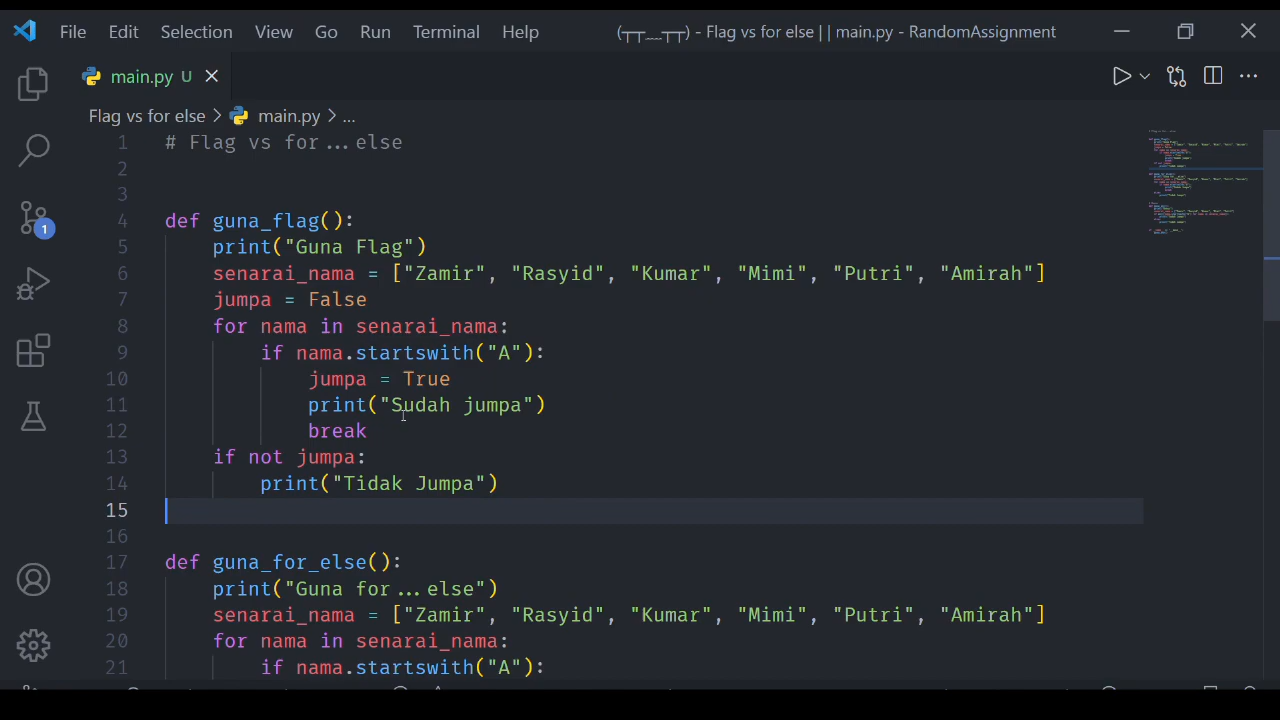 File Edit Selection View Go Run Terminal Help (┬┬﹏┬┬) - Flag vs for else || main.py - RandomAssignment
main.py U
Flag vs for else > main.py > ...
1 # Flag vs for...else
2
3
4 def guna_flag():
5 print("Guna Flag")
6 senarai_nama = ["Zamir", "Rasyid", "Kumar", "Mimi", "Putri", "Amirah"]
7 jumpa = False
8 for nama in senarai_nama:
9 if nama.startswith("A"):
10 jumpa = True
11 print("Sudah jumpa")
12 break
13 if not jumpa:
14 print("Tidak Jumpa")
15
16
17 def guna_for_else():
18 print("Guna for...else")
19 senarai_nama = ["Zamir", "Rasyid", "Kumar", "Mimi", "Putri", "Amirah"]
20 for nama in senarai_nama:
21 if nama.startswith("A"):
1